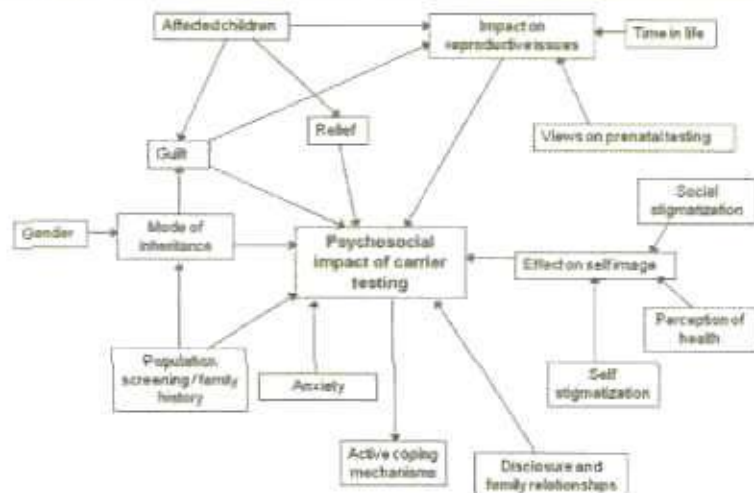 Affected children
Impact on
reproductive issues
Time in life
Relief
Views on prenatal testing
Guilt
Social
stigmatization
Gender
Mode of
inheritance
Psychosocial
impact of carrier
testing
Effect on self image
Perception of
health
Population
screening / family
history
Anxiety
Self
stigmatization
Active coping
mechanisms
Disclosure and
family relationships